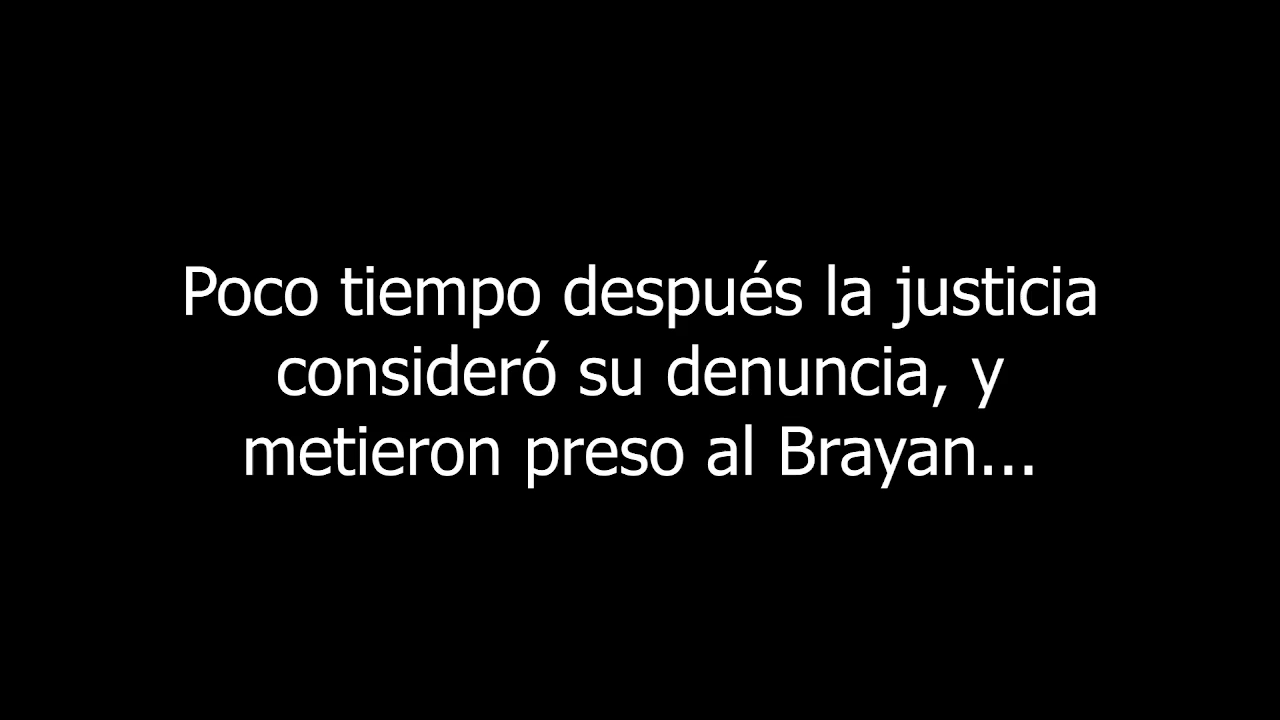 Poco tiempo después la justicia
consideró su denuncia, y
metieron preso al Brayan...